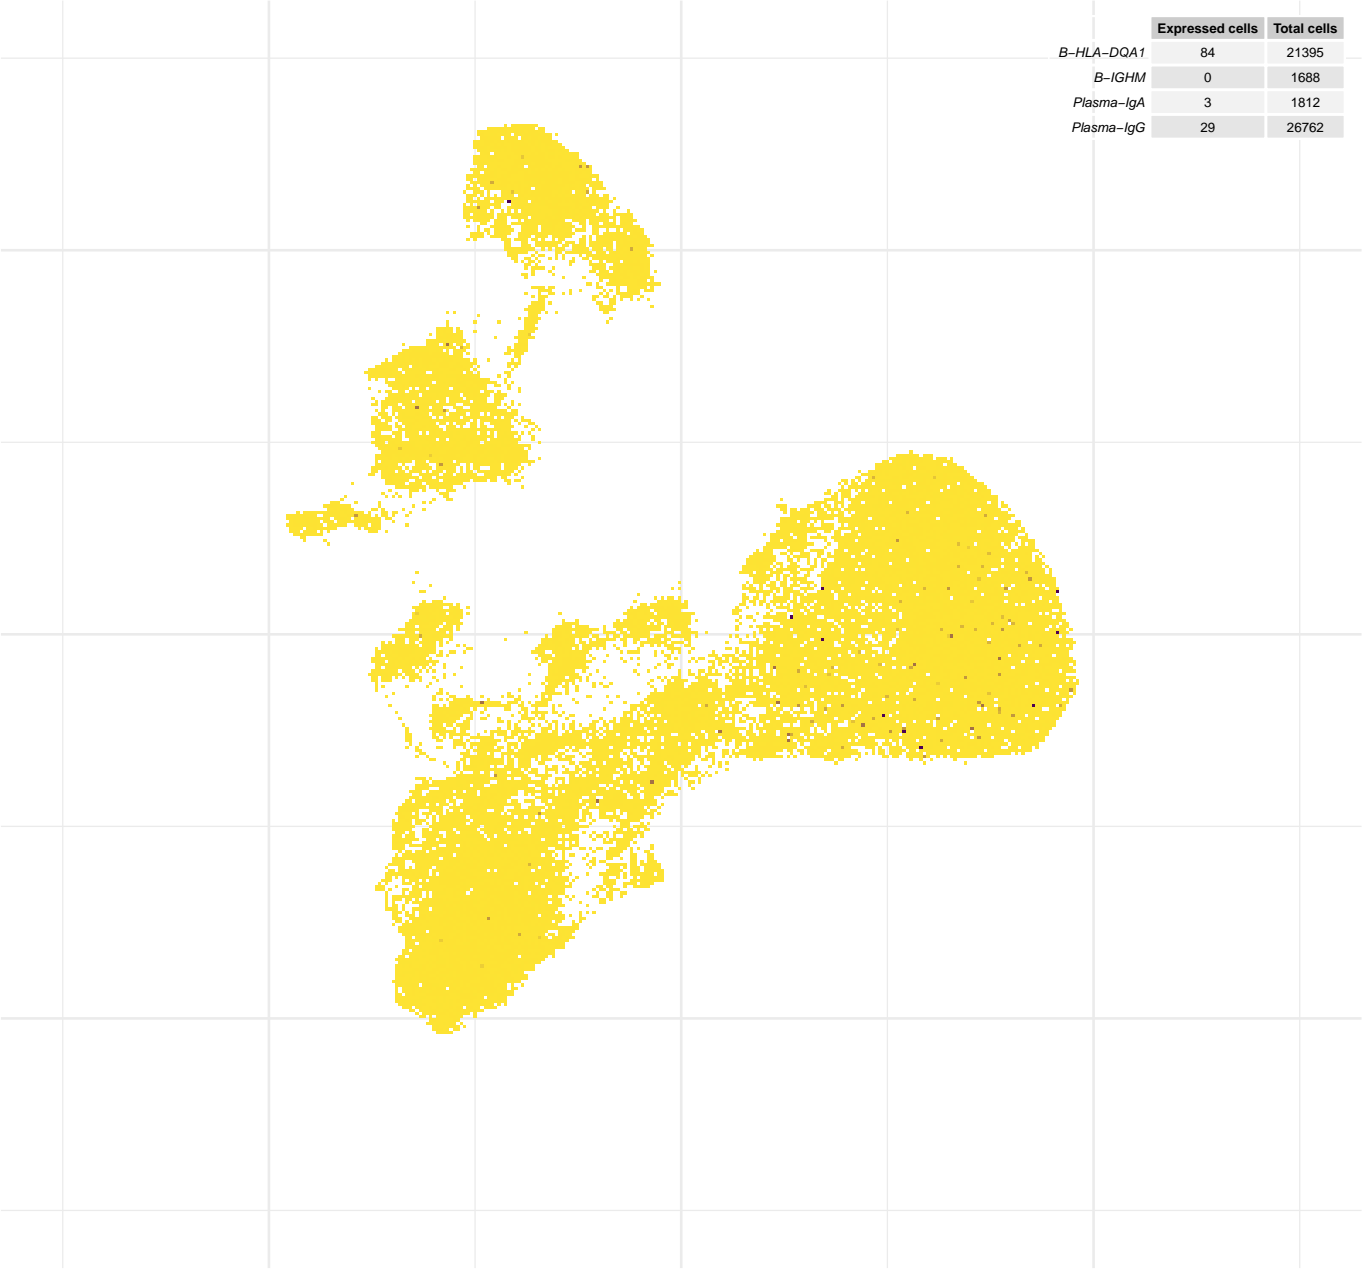 Expressed cells Total cells
B−HLA−DQA1 84 21395
B−IGHM 0 1688
Plasma−IgA 3 1812
Plasma−IgG 29 26762